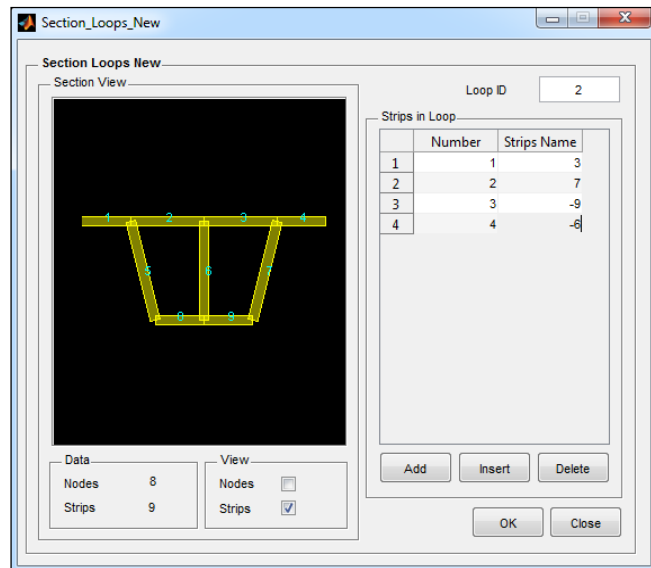 Section_Loops_New
Section Loops New
Section View
1 2 3 4
5 6 7
8 9
Loop ID 2
Strips in Loop
Number Strips Name
1 1 3
2 2 7
3 3 -9
4 4 -6
Add Insert Delete
Data
Nodes 8
Strips 9
View
Nodes
Strips
OK Close